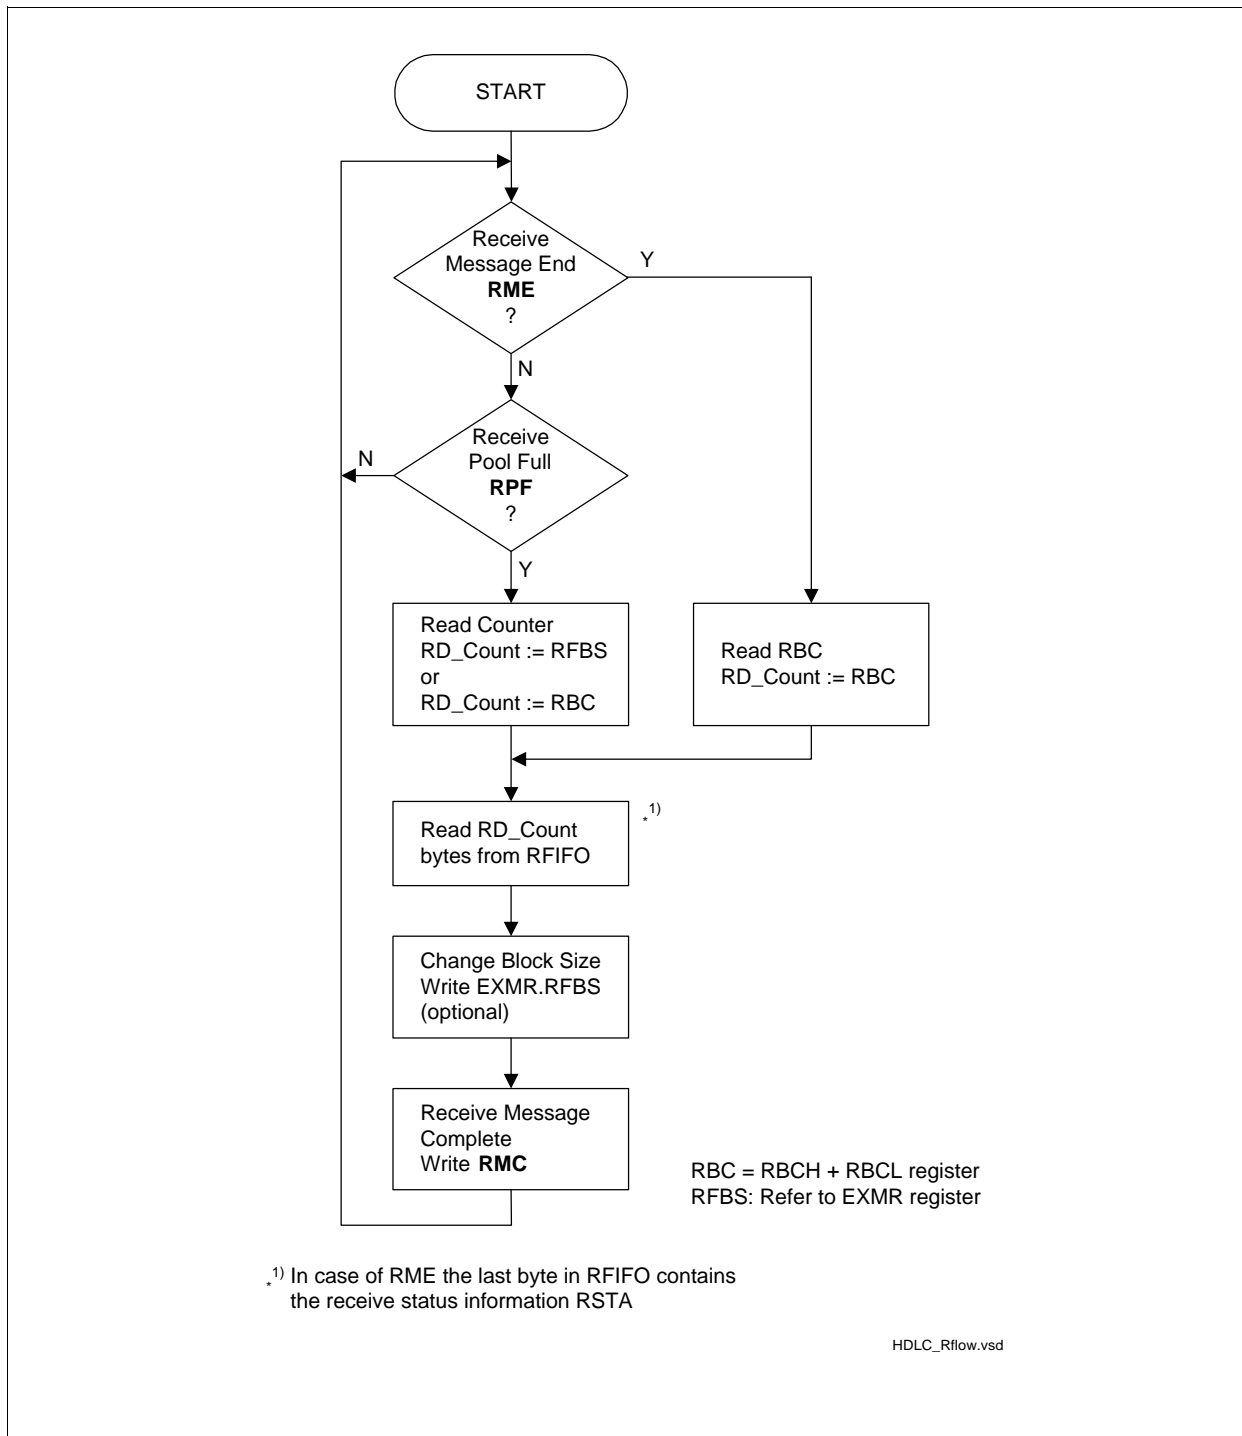 START
Receive
Message End
RME
?
Y
N
Receive
Pool Full
RPF
?
N
Y
Read Counter
RD_Count := RFBS
or
RD_Count := RBC
Read RBC
RD_Count := RBC
Read RD_Count
bytes from RFIFO
*1)
Change Block Size
Write EXMR.RFBS
(optional)
Receive Message
Complete
Write RMC
RBC = RBCH + RBCL register
RFBS: Refer to EXMR register
*1) In case of RME the last byte in RFIFO contains
the receive status information RSTA
HDLC_Rflow.vsd